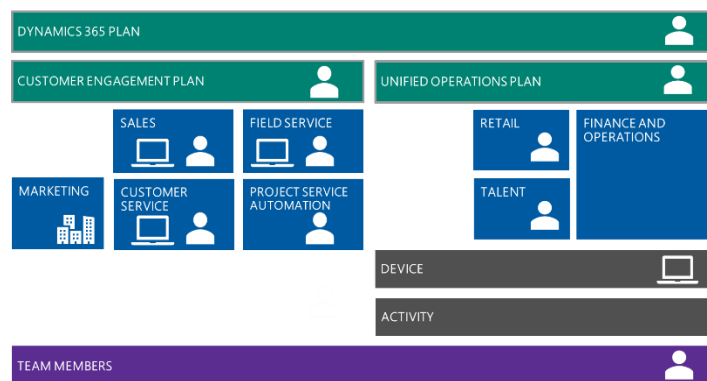 DYNAMICS 365 PLAN
CUSTOMER ENGAGEMENT PLAN
UNIFIED OPERATIONS PLAN
SALES
FIELD SERVICE
RETAIL
FINANCE AND
OPERATIONS
MARKETING
CUSTOMER
SERVICE
PROJECT SERVICE
AUTOMATION
TALENT
DEVICE
ACTIVITY
TEAM MEMBERS